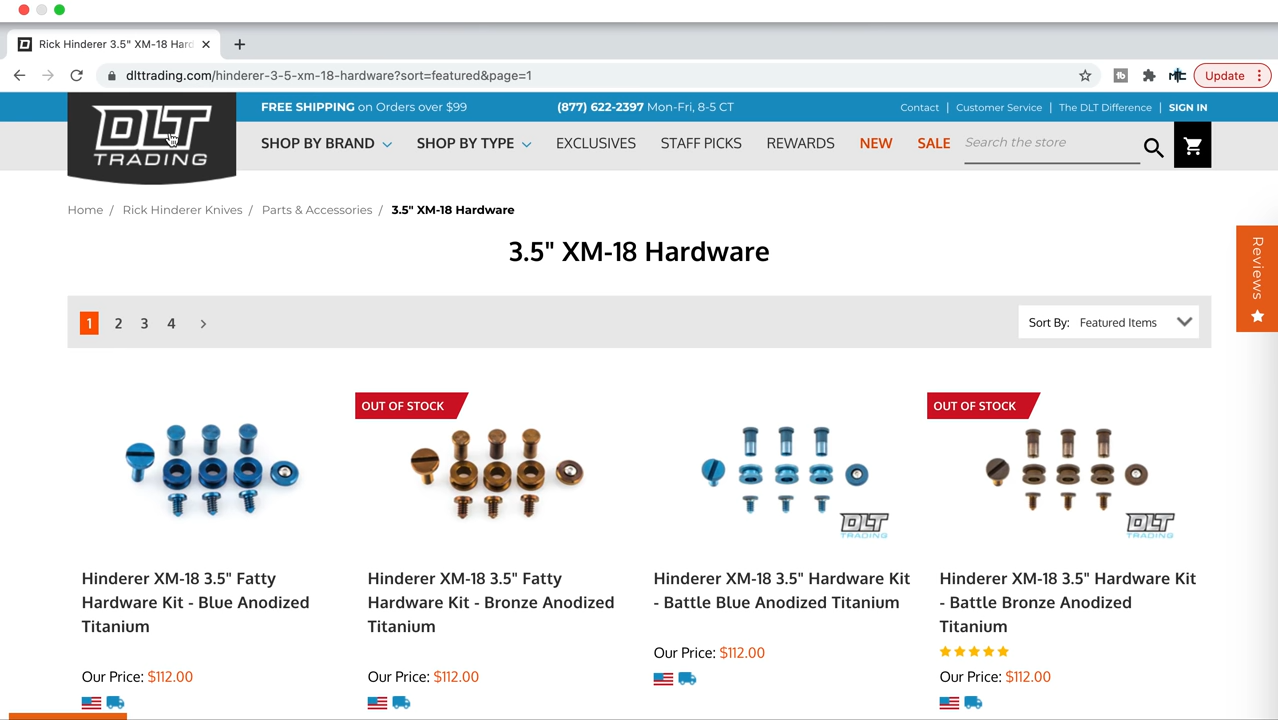 Rick Hinderer 3.5" XM-18 Hard
dlttrading.com/hinderer-3-5-xm-18-hardware?sort=featured&page=1
Update
FREE SHIPPING on Orders over $99
(877) 622-2397 Mon-Fri, 8-5 CT
Contact | Customer Service | The DLT Difference | SIGN IN
DLT
TRADING
SHOP BY BRAND
SHOP BY TYPE
EXCLUSIVES
STAFF PICKS
REWARDS
NEW
SALE
Search the store
Home / Rick Hinderer Knives / Parts & Accessories / 3.5" XM-18 Hardware
Reviews
3.5" XM-18 Hardware
1 2 3 4
Sort By: Featured Items
Hinderer XM-18 3.5" Fatty
Hardware Kit - Blue Anodized
Titanium
Our Price: $112.00
OUT OF STOCK
Hinderer XM-18 3.5" Fatty
Hardware Kit - Bronze Anodized
Titanium
Our Price: $112.00
DLT
TRADING
Hinderer XM-18 3.5" Hardware Kit
- Battle Blue Anodized Titanium
Our Price: $112.00
OUT OF STOCK
DLT
TRADING
Hinderer XM-18 3.5" Hardware Kit
- Battle Bronze Anodized
Titanium
Our Price: $112.00